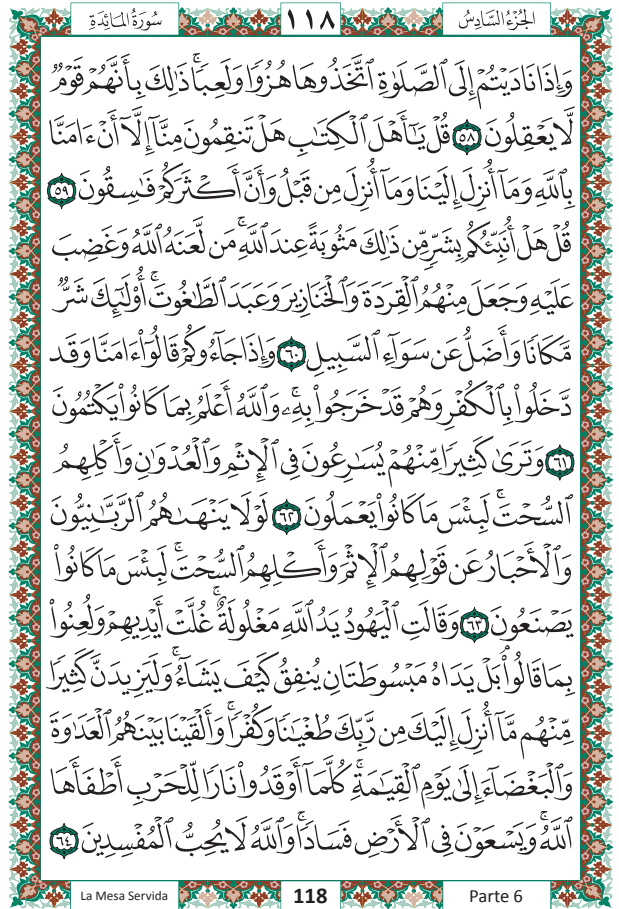 سُورَةُ المَائِدَةِ ١١٨ الجُزْءُ السَّادِسُ
وَإِذَا نَادَيْتُمْ إِلَى ٱلصَّلَوٰةِ ٱتَّخَذُوهَا هُزُوًا وَلَعِبًاۚ ذَٰلِكَ بِأَنَّهُمْ قَوْمٌ
لَّا يَعْقِلُونَ ٥٨ قُلْ يَٰٓأَهْلَ ٱلْكِتَٰبِ هَلْ تَنقِمُونَ مِنَّآ إِلَّآ أَنْ ءَامَنَّا
بِٱللَّهِ وَمَآ أُنزِلَ إِلَيْنَا وَمَآ أُنزِلَ مِن قَبْلُ وَأَنَّ أَكْثَرَكُمْ فَٰسِقُونَ ٥٩
قُلْ هَلْ أُنَبِّئُكُم بِشَرٍّ مِّن ذَٰلِكَ مَثُوبَةً عِندَ ٱللَّهِۚ مَن لَّعَنَهُ ٱللَّهُ وَغَضِبَ
عَلَيْهِ وَجَعَلَ مِنْهُمُ ٱلْقِرَدَةَ وَٱلْخَنَازِيرَ وَعَبَدَ ٱلطَّٰغُوتَۚ أُو۟لَٰٓئِكَ شَرٌّ
مَّكَانًا وَأَضَلُّ عَن سَوَآءِ ٱلسَّبِيلِ ٦٠ وَإِذَا جَآءُوكُمْ قَالُوٓا۟ ءَامَنَّا وَقَد
دَّخَلُوا۟ بِٱلْكُفْرِ وَهُمْ قَدْ خَرَجُوا۟ بِهِۦۚ وَٱللَّهُ أَعْلَمُ بِمَا كَانُوا۟ يَكْتُمُونَ
٦١ وَتَرَىٰ كَثِيرًا مِّنْهُمْ يُسَٰرِعُونَ فِى ٱلْإِثْمِ وَٱلْعُدْوَٰنِ وَأَكْلِهِمُ
ٱلسُّحْتَۚ لَبِئْسَ مَا كَانُوا۟ يَعْمَلُونَ ٦٢ لَوْلَا يَنْهَىٰهُمُ ٱلرَّبَّٰنِيُّونَ
وَٱلْأَحْبَارُ عَن قَوْلِهِمُ ٱلْإِثْمَ وَأَكْلِهِمُ ٱلسُّحْتَۚ لَبِئْسَ مَا كَانُوا۟
يَصْنَعُونَ ٦٣ وَقَالَتِ ٱلْيَهُودُ يَدُ ٱللَّهِ مَغْلُولَةٌۚ غُلَّتْ أَيْدِيهِمْ وَلُعِنُوا۟
بِمَا قَالُوا۟ۘ بَلْ يَدَاهُ مَبْسُوطَتَانِ يُنفِقُ كَيْفَ يَشَآءُۚ وَلَيَزِيدَنَّ كَثِيرًا
مِّنْهُم مَّآ أُنزِلَ إِلَيْكَ مِن رَّبِّكَ طُغْيَٰنًا وَكُفْرًاۚ وَأَلْقَيْنَا بَيْنَهُمُ ٱلْعَدَٰوَةَ
وَٱلْبَغْضَآءَ إِلَىٰ يَوْمِ ٱلْقِيَٰمَةِۚ كُلَّمَآ أَوْقَدُوا۟ نَارًا لِّلْحَرْبِ أَطْفَأَهَا
ٱللَّهُۚ وَيَسْعَوْنَ فِى ٱلْأَرْضِ فَسَادًاۚ وَٱللَّهُ لَا يُحِبُّ ٱلْمُفْسِدِينَ ٦٤
La Mesa Servida 118 Parte 6